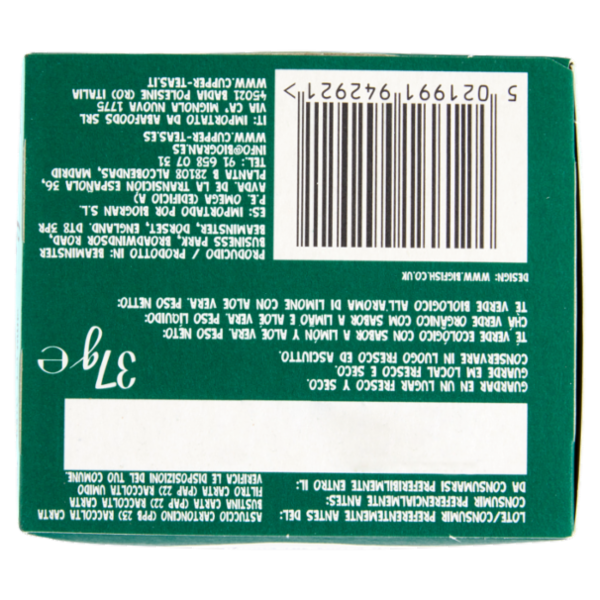 LOTE/CONSUMIR PREFERENTEMENTE ANTES DEL:
CONSUMIR PREFERENCIALMENTE ANTES:
DA CONSUMARSI PREFERIBILMENTE ENTRO IL:
ASTUCCIO CARTONCINO (PPB 23) RACCOLTA CARTA
BUSTINA CARTA (PAP 22) RACCOLTA CARTA
FILTRO CARTA (PAP 22) RACCOLTA UMIDO
VERIFICA LE DISPOSIZIONI DEL TUO COMUNE.
GUARDAR EN UN LUGAR FRESCO Y SECO.
GUARDE EM LOCAL FRESCO E SECO.
CONSERVARE IN LUOGO FRESCO ED ASCIUTTO.
TÉ VERDE ECOLÓGICO CON SABOR A LIMÓN Y ALOE VERA. PESO NETO:
CHÁ VERDE ORGÂNICO COM SABOR A LIMÃO E ALOE VERA. PESO LÍQUIDO:
TÈ VERDE BIOLOGICO ALL'AROMA DI LIMONE CON ALOE VERA. PESO NETTO:
37g e
DESIGN: WWW.BIGFISH.CO.UK
5 021991 942921 >
PRODUCIDO / PRODOTTO IN: BEAMINSTER
BUSINESS PARK, BROADWINDSOR ROAD,
BEAMINSTER, DORSET, ENGLAND. DT8 3PR
ES: IMPORTADO POR BIOGRAN S.L.
P.E. OMEGA (EDIFICIO A)
AVDA. DE LA TRANSICIÓN ESPAÑOLA 36,
PLANTA B 28108 ALCOBENDAS, MADRID
TEL: 91 658 07 31
INFO@BIOGRAN.ES
WWW.CUPPER-TEAS.ES
IT: IMPORTATO DA ABAFOODS SRL
VIA CA' MIGNOLA NUOVA 1775
45021 BADIA POLESINE (RO) ITALIA
WWW.CUPPER-TEAS.IT